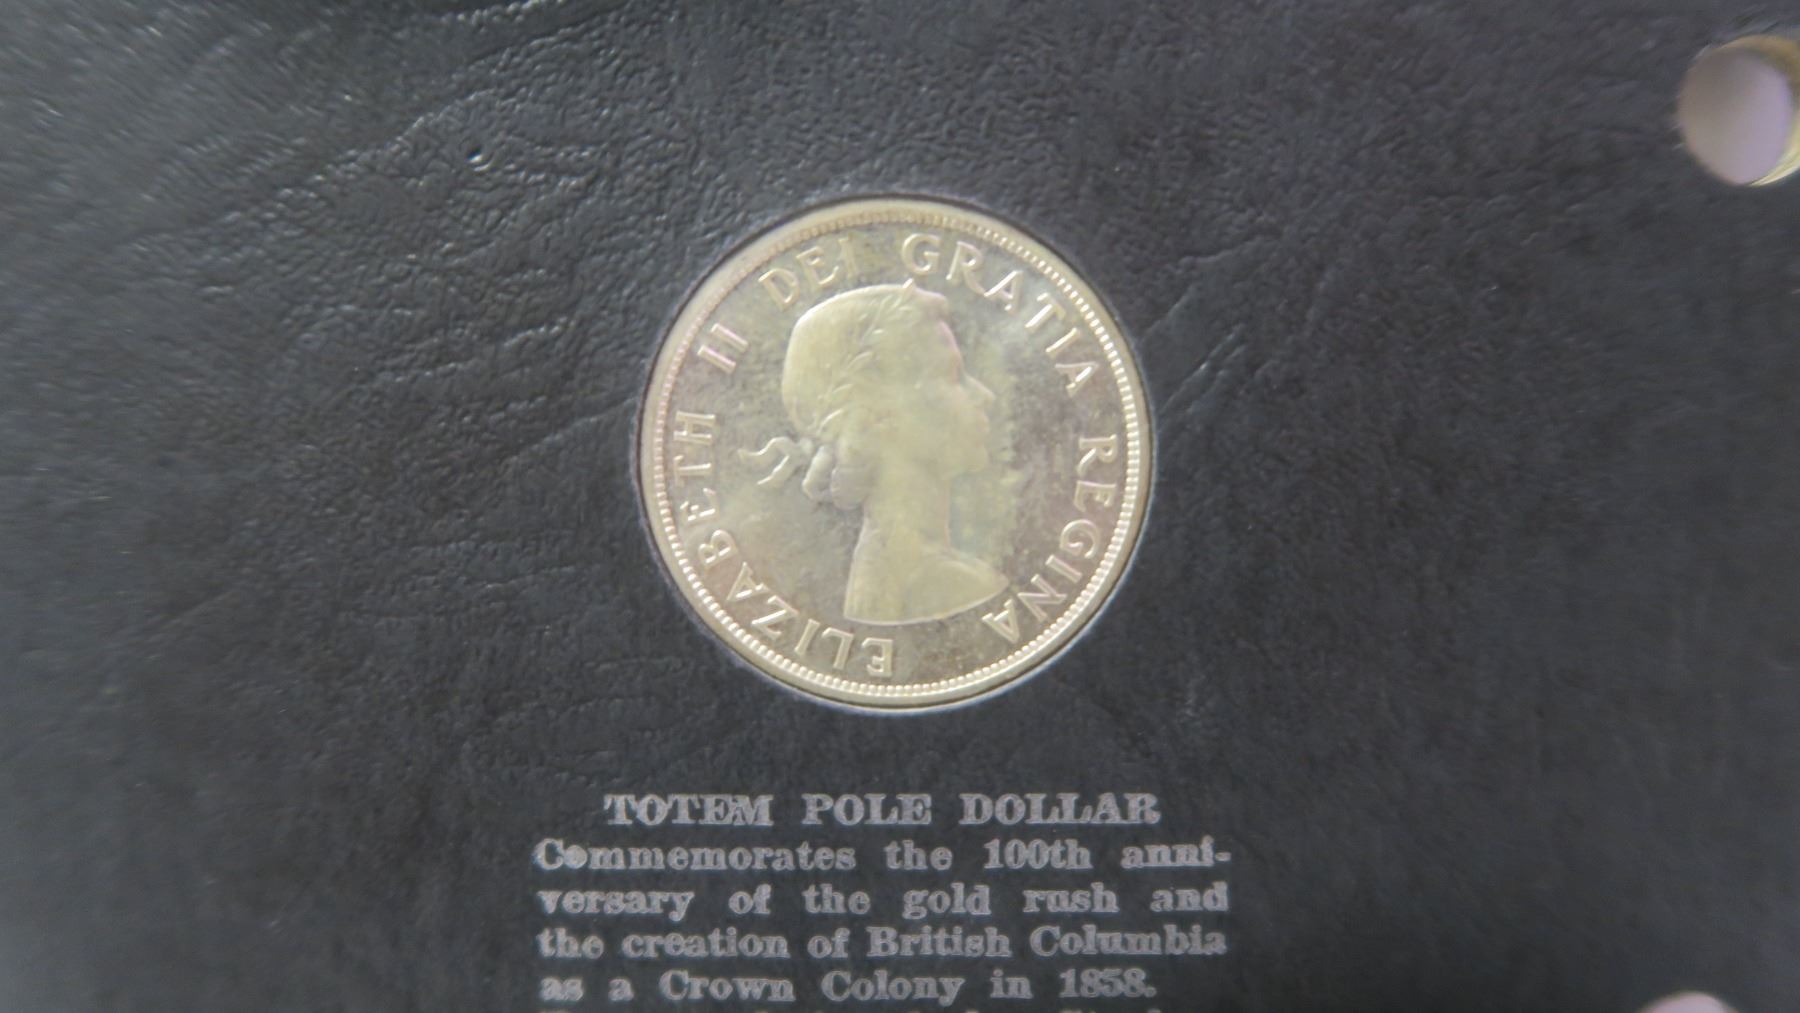 ELIZABETH II DEI GRATIA REGINA
TOTEM POLE DOLLAR
Commemorates the 100th anni-
versary of the gold rush and
the creation of British Columbia
as a Crown Colony in 1858.